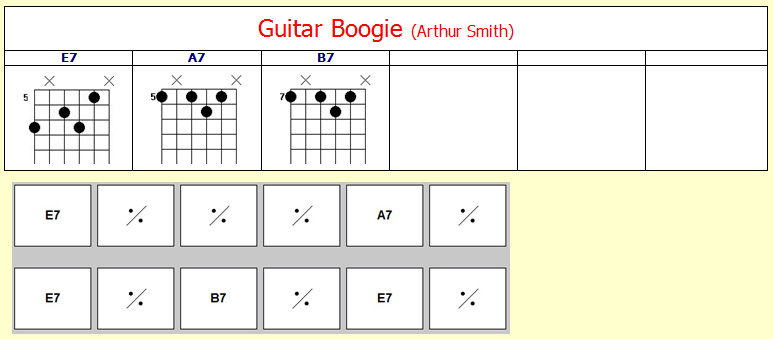 Guitar Boogie (Arthur Smith)
E7 A7 B7
5 5 7
E7 A7
E7 B7 E7